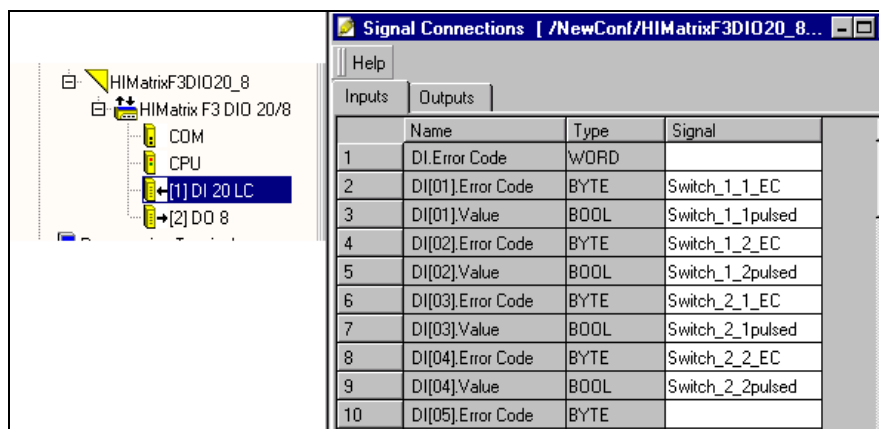 Signal Connections [ /NewConf/HIMatrixF3DIO20_8...
Help
Inputs Outputs
HIMatrixF3DIO20_8
HIMatrix F3 DIO 20/8
COM
CPU
[1] DI 20 LC
[2] DO 8
Name Type Signal
1 DI.Error Code WORD
2 DI[01].Error Code BYTE Switch_1_1_EC
3 DI[01].Value BOOL Switch_1_1pulsed
4 DI[02].Error Code BYTE Switch_1_2_EC
5 DI[02].Value BOOL Switch_1_2pulsed
6 DI[03].Error Code BYTE Switch_2_1_EC
7 DI[03].Value BOOL Switch_2_1pulsed
8 DI[04].Error Code BYTE Switch_2_2_EC
9 DI[04].Value BOOL Switch_2_2pulsed
10 DI[05].Error Code BYTE